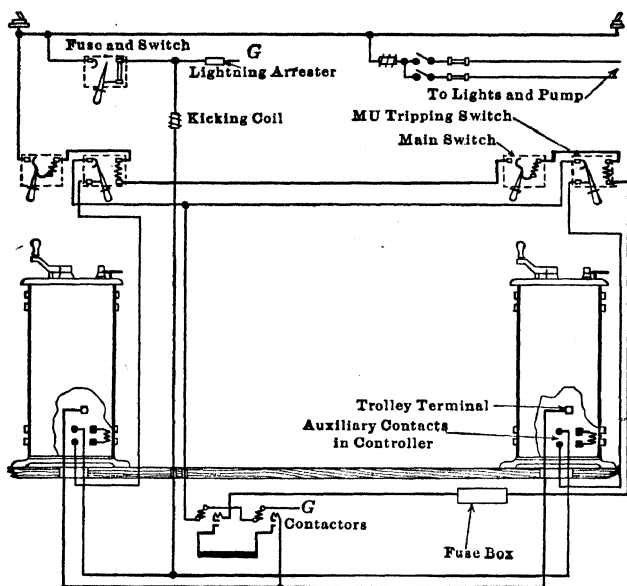 Fuse and Switch
G
Lightning Arrester
Kicking Coil
To Lights and Pump
MU Tripping Switch
Main Switch
Trolley Terminal
Auxiliary Contacts
in Controller
G
Contactors
Fuse Box